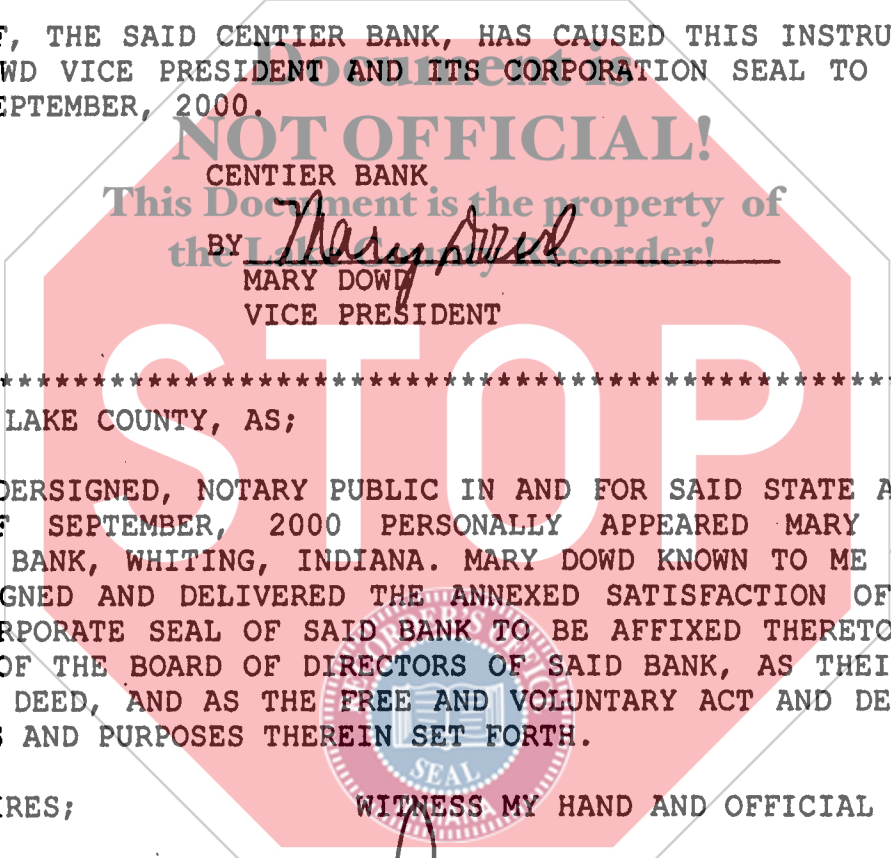 F, THE SAID CENTIER BANK, HAS CAUSED THIS INSTRU
WD VICE PRESIDENT AND ITS CORPORATION SEAL TO
EPTEMBER, 2000.
Document is
NOT OFFICIAL!
This Document is the property of
the Lake County Recorder!
CENTIER BANK
BY Mary Dowd
MARY DOWD
VICE PRESIDENT
STOP
****************************************************
LAKE COUNTY, AS;
DERSIGNED, NOTARY PUBLIC IN AND FOR SAID STATE A
F SEPTEMBER, 2000 PERSONALLY APPEARED MARY
BANK, WHITING, INDIANA. MARY DOWD KNOWN TO ME
GNED AND DELIVERED THE ANNEXED SATISFACTION OF
RPORATE SEAL OF SAID BANK TO BE AFFIXED THERETO
OF THE BOARD OF DIRECTORS OF SAID BANK, AS THEI
DEED, AND AS THE FREE AND VOLUNTARY ACT AND DE
S AND PURPOSES THEREIN SET FORTH.
SEAL
IRES; WITNESS MY HAND AND OFFICIAL